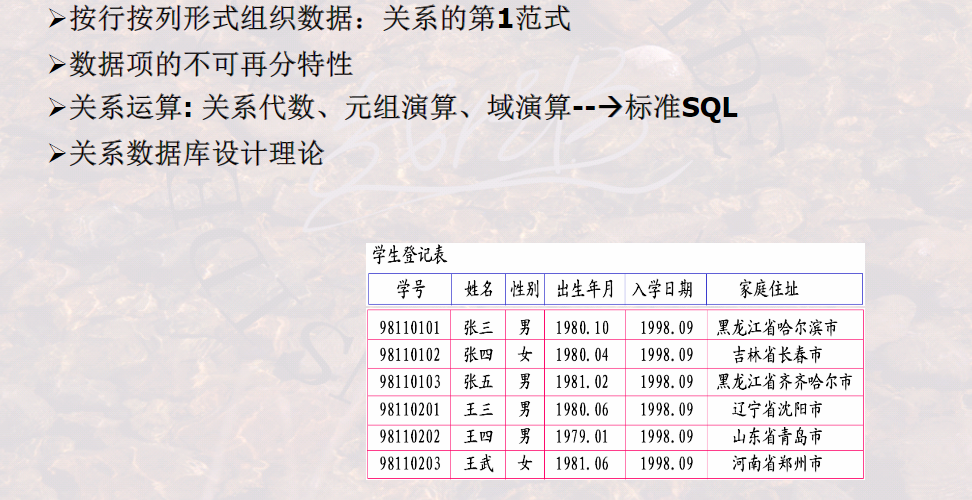 ➢按行按列形式组织数据：关系的第1范式
➢数据项的不可再分特性
➢关系运算: 关系代数、元组演算、域演算--→标准SQL
➢关系数据库设计理论
学生登记表
学号 姓名 性别 出生年月 入学日期 家庭住址
98110101 张三 男 1980.10 1998.09 黑龙江省哈尔滨市
98110102 张四 女 1980.04 1998.09 吉林省长春市
98110103 张五 男 1981.02 1998.09 黑龙江省齐齐哈尔市
98110201 王三 男 1980.06 1998.09 辽宁省沈阳市
98110202 王四 男 1979.01 1998.09 山东省青岛市
98110203 王武 女 1981.06 1998.09 河南省郑州市